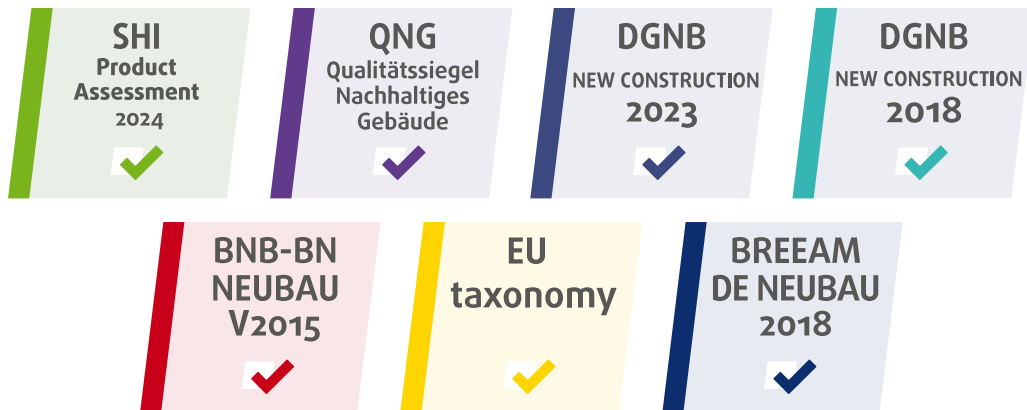 SHI
Product
Assessment
2024
QNG
Qualitätssiegel
Nachhaltiges
Gebäude
DGNB
NEW CONSTRUCTION
2023
DGNB
NEW CONSTRUCTION
2018
BNB-BN
NEUBAU
V2015
EU
taxonomy
BREEAM
DE NEUBAU
2018